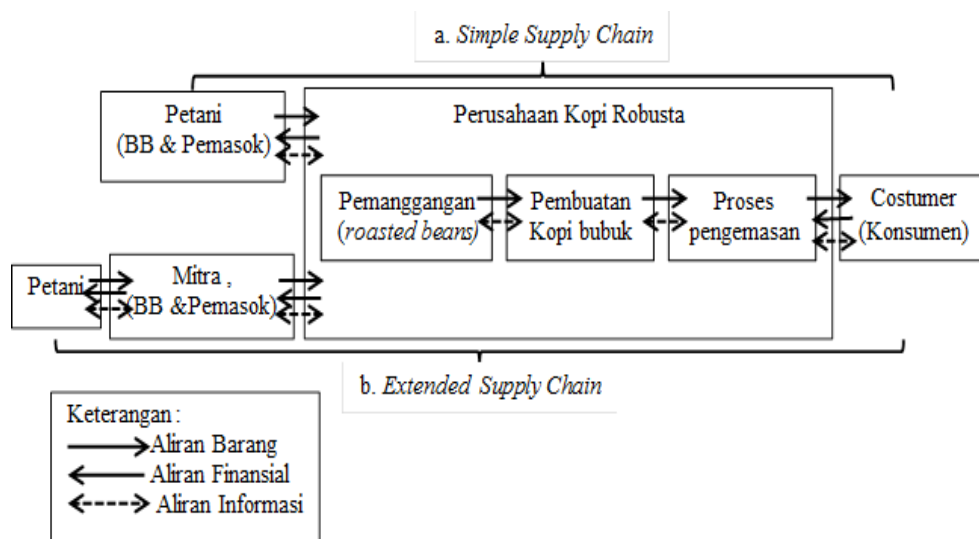 a. Simple Supply Chain
Petani
(BB & Pemasok)
Perusahaan Kopi Robusta
Pemanggangan
(roasted beans)
Pembuatan
Kopi bubuk
Proses
pengemasan
Costumer
(Konsumen)
Petani
Mitra ,
(BB &Pemasok)
b. Extended Supply Chain
Keterangan :
Aliran Barang
Aliran Finansial
Aliran Informasi